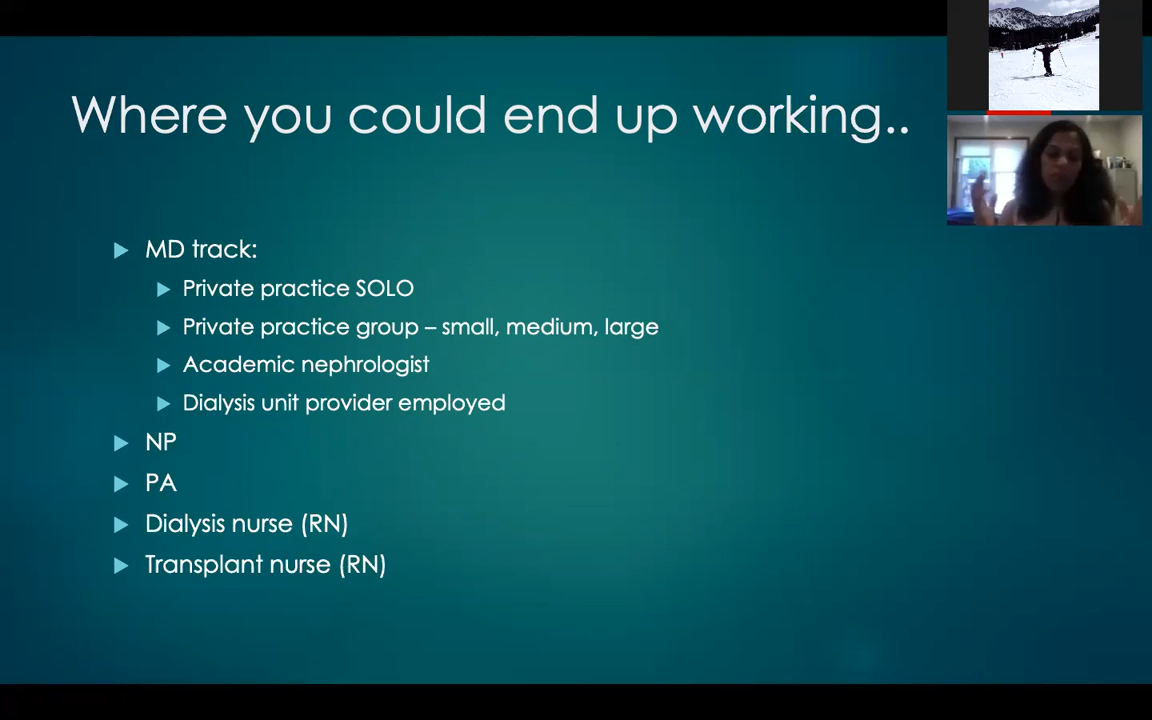 Where you could end up working..
MD track:
Private practice SOLO
Private practice group – small, medium, large
Academic nephrologist
Dialysis unit provider employed
NP
PA
Dialysis nurse (RN)
Transplant nurse (RN)